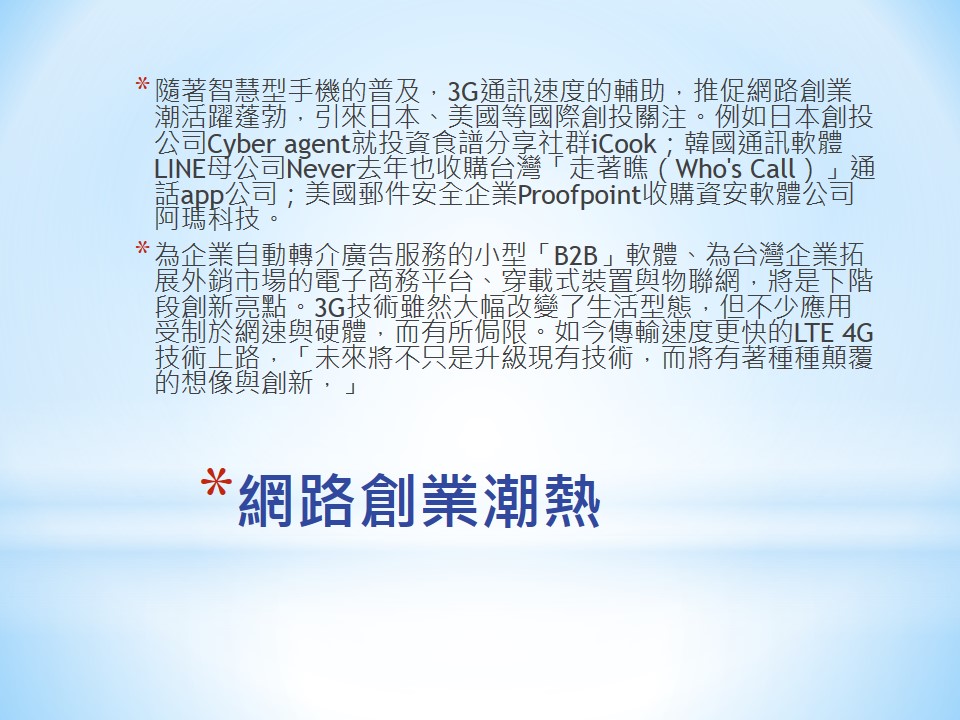 * 隨著智慧型手機的普及，3G通訊速度的輔助，推促網路創業
潮活躍蓬勃，引來日本、美國等國際創投關注。例如日本創投
公司Cyber agent就投資食譜分享社群iCook；韓國通訊軟體
LINE母公司Never去年也收購台灣「走著瞧（Who's Call）」通
話app公司；美國郵件安全企業Proofpoint收購資安軟體公司
阿瑪科技。
* 為企業自動轉介廣告服務的小型「B2B」軟體、為台灣企業拓
展外銷市場的電子商務平台、穿載式裝置與物聯網，將是下階
段創新亮點。3G技術雖然大幅改變了生活型態，但不少應用
受制於網速與硬體，而有所侷限。如今傳輸速度更快的LTE 4G
技術上路，「未來將不只是升級現有技術，而將有著種種顛覆
的想像與創新，」
* 網路創業潮熱